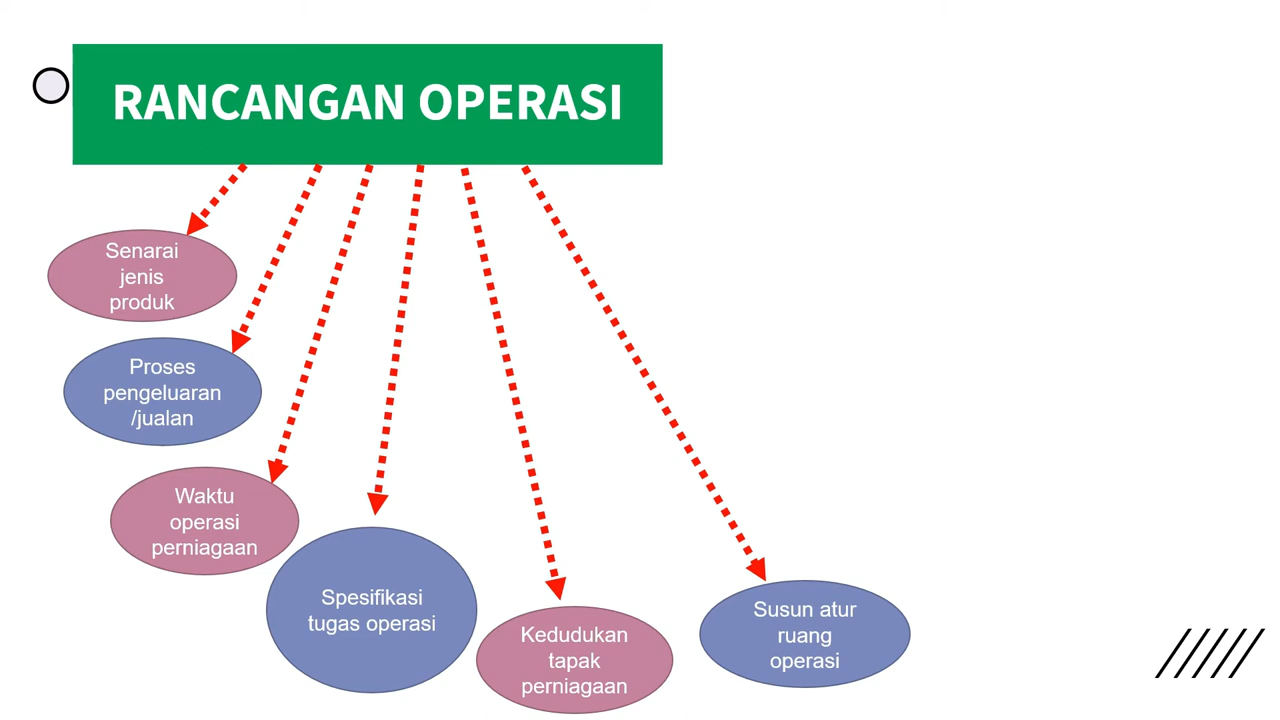 RANCANGAN OPERASI
Senarai
jenis
produk
Proses
pengeluaran
/jualan
Waktu
operasi
perniagaan
Spesifikasi
tugas operasi
Kedudukan
tapak
perniagaan
Susun atur
ruang
operasi